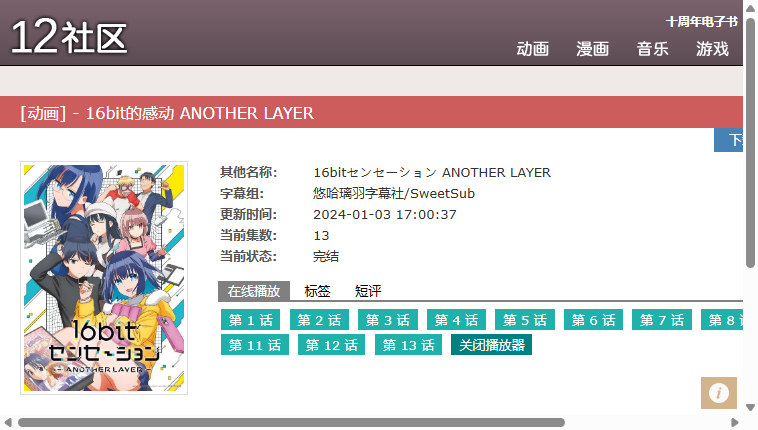 12社区
十周年电子书
动画 漫画 音乐 游戏
[动画] - 16bit的感动 ANOTHER LAYER
下
16bit
センセーション
ANOTHER LAYER
其他名称: 16bitセンセーション ANOTHER LAYER
字幕组: 悠哈璃羽字幕社/SweetSub
更新时间: 2024-01-03 17:00:37
当前集数: 13
当前状态: 完结
在线播放 标签 短评
第 1 话 第 2 话 第 3 话 第 4 话 第 5 话 第 6 话 第 7 话 第 8
第 11 话 第 12 话 第 13 话 关闭播放器
i